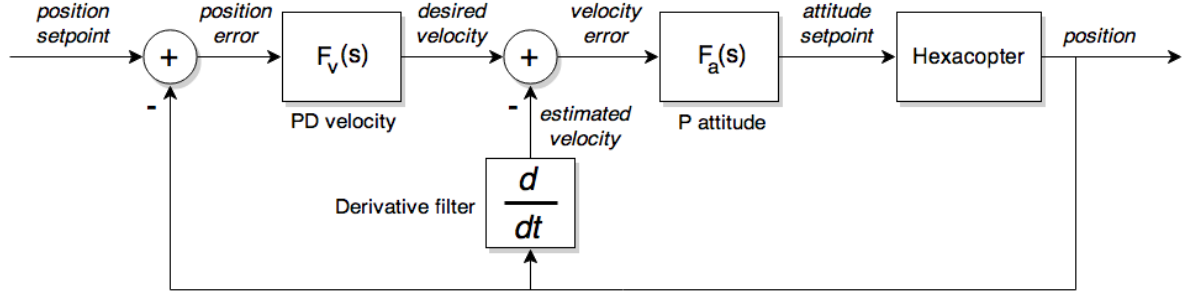 position
setpoint
position
error
desired
velocity
velocity
error
attitude
setpoint
position
+
-
F_v(s)
PD velocity
+
-
F_a(s)
P attitude
Hexacopter
estimated
velocity
Derivative filter
d
dt